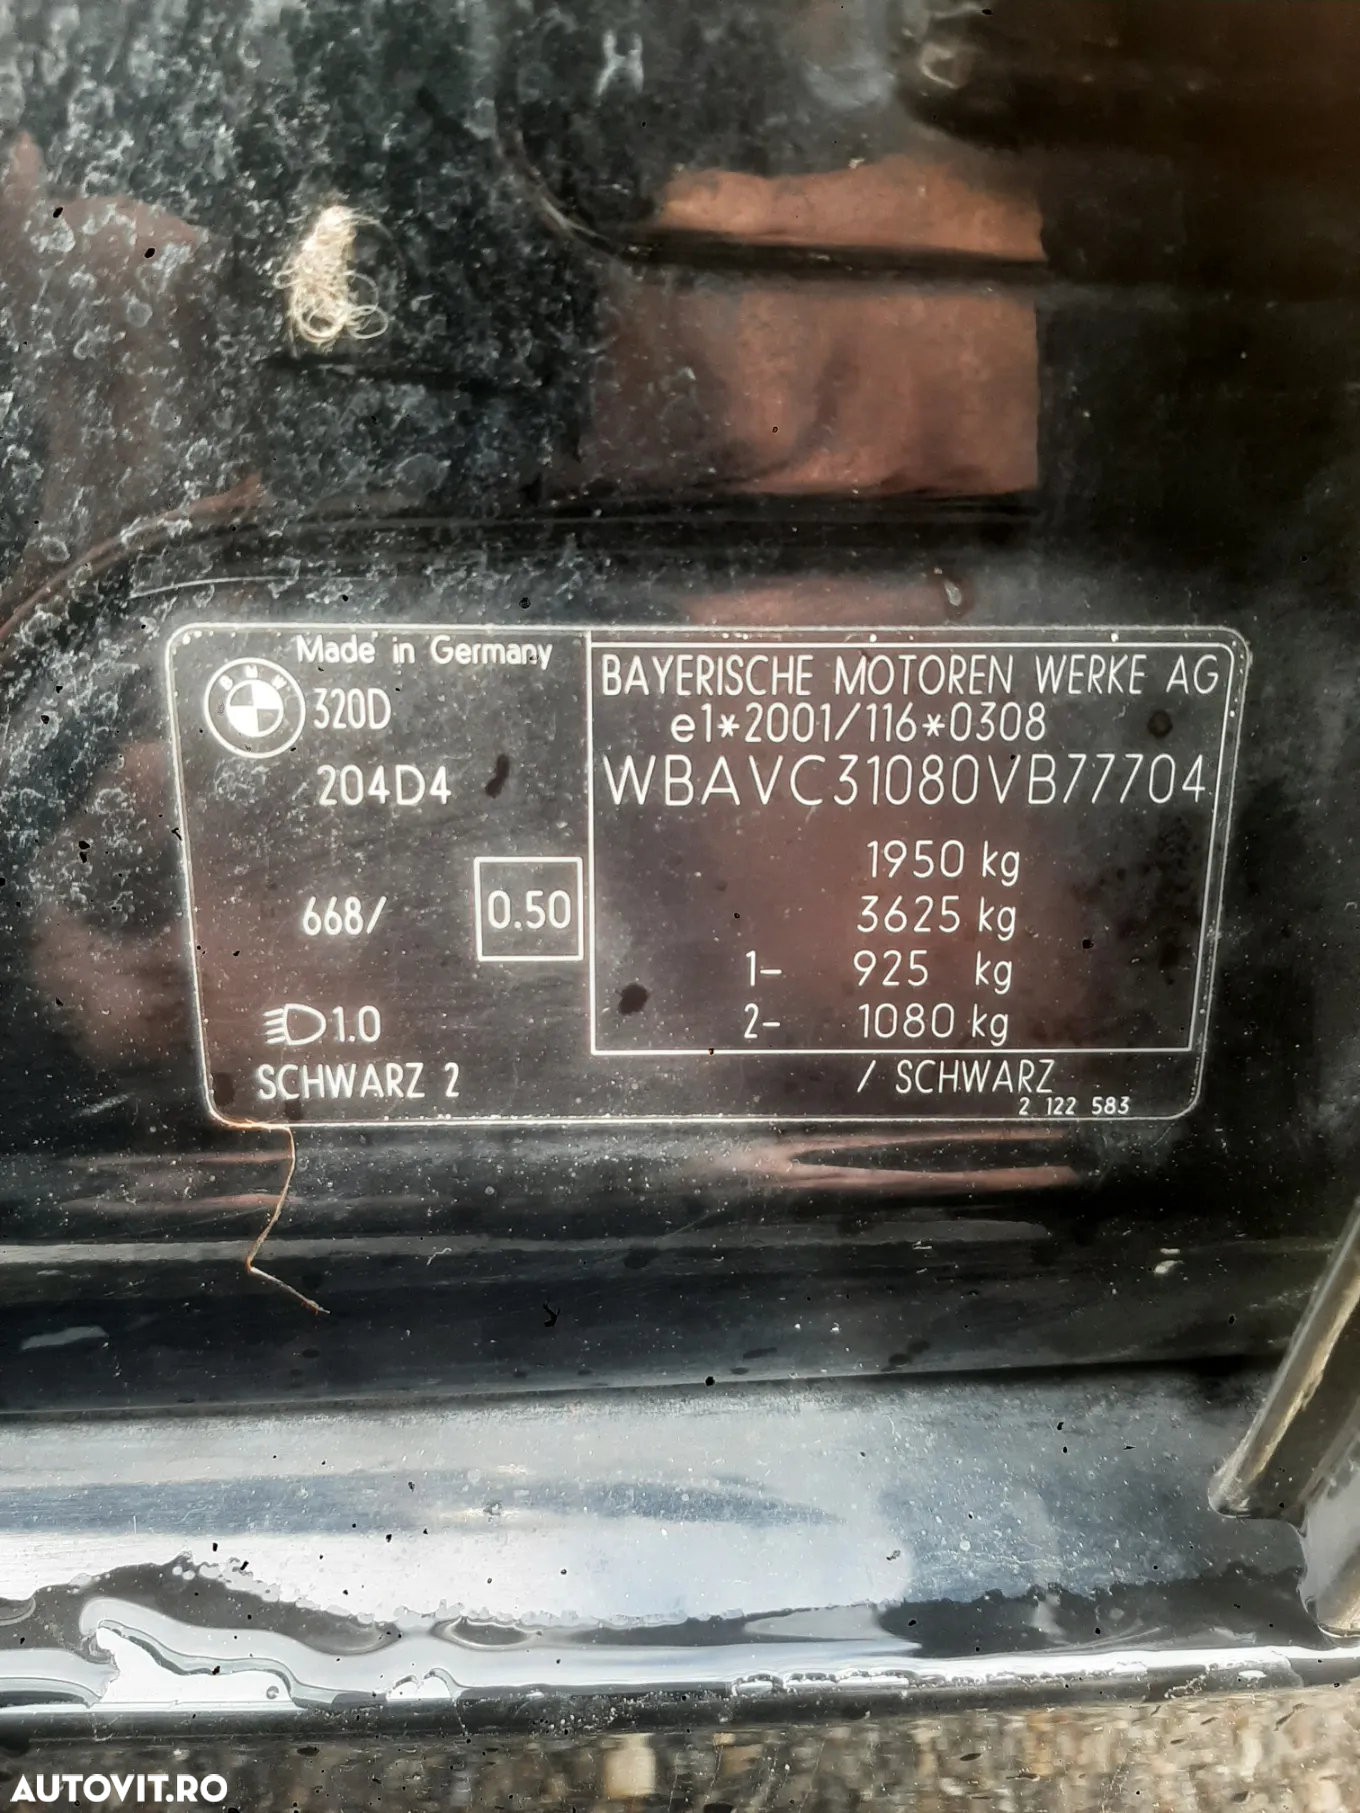 Made in Germany
BMW
320D
204D4
668/
0.50
1.0
SCHWARZ 2
BAYERISCHE MOTOREN WERKE AG
e1*2001/116*0308
WBAVC31080VB77704
1950 kg
3625 kg
1- 925 kg
2- 1080 kg
/ SCHWARZ
2 122 583
AUTOVIT.RO